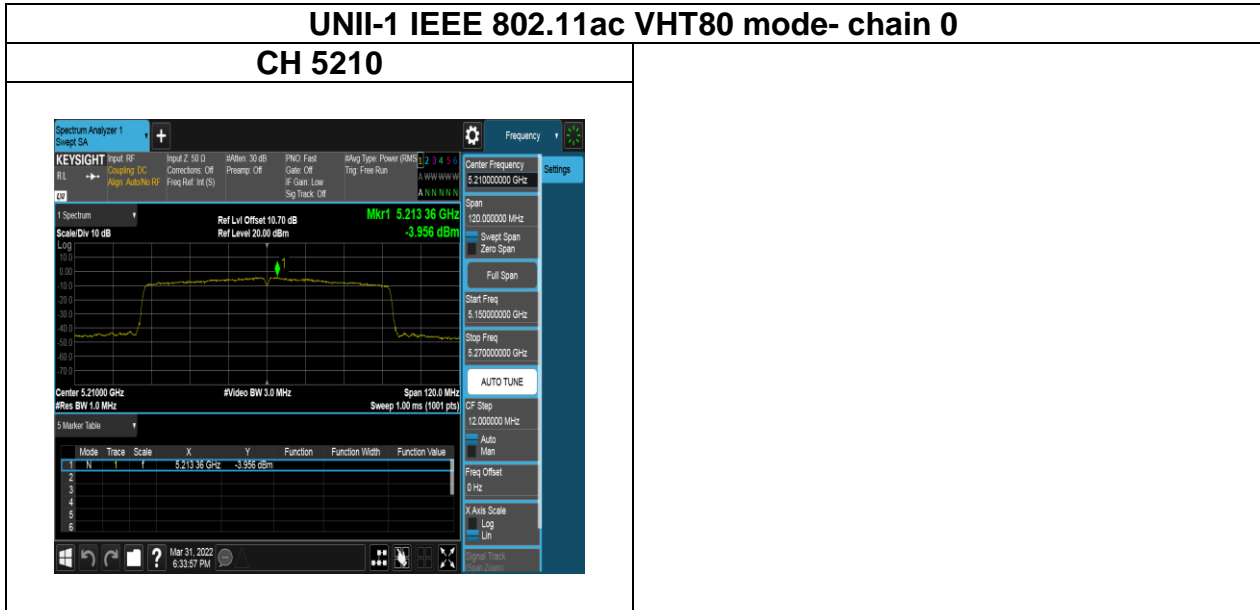 UNII-1 IEEE 802.11ac VHT80 mode- chain 0
CH 5210
Spectrum Analyzer 1
Swept SA
Frequency
KEYSIGHT
R L
Input: RF
Coupling: DC
Align: Auto/No RF
Input Z: 50 Ω
Corrections: Off
Freq Ref: Int (S)
#Atten: 30 dB
Preamp: Off
PNO: Fast
Gate: Off
IF Gain: Low
Sig Track: Off
#Avg Type: Power (RMS
Trig: Free Run
1 2 3 4 5 6
A W W W W W
A N N N N N
1 Spectrum
Scale/Div 10 dB
Log
Ref Lvl Offset 10.70 dB
Ref Level 20.00 dBm
Mkr1 5.213 36 GHz
-3.956 dBm
1
10.0
0.00
-10.0
-20.0
-30.0
-40.0
-50.0
-60.0
-70.0
Center 5.21000 GHz
#Video BW 3.0 MHz
Span 120.0 MHz
#Res BW 1.0 MHz
Sweep 1.00 ms (1001 pts)
5 Marker Table
Mode Trace Scale X Y Function Function Width Function Value
1 N 1 f 5.213 36 GHz -3.956 dBm
2
3
4
5
6
?
Mar 31, 2022
6:33:57 PM
Center Frequency
5.210000000 GHz
Settings
Span
120.000000 MHz
Swept Span
Zero Span
Full Span
Start Freq
5.150000000 GHz
Stop Freq
5.270000000 GHz
AUTO TUNE
CF Step
12.000000 MHz
Auto
Man
Freq Offset
0 Hz
X Axis Scale
Log
Lin
Signal Track
(Span Zoom)